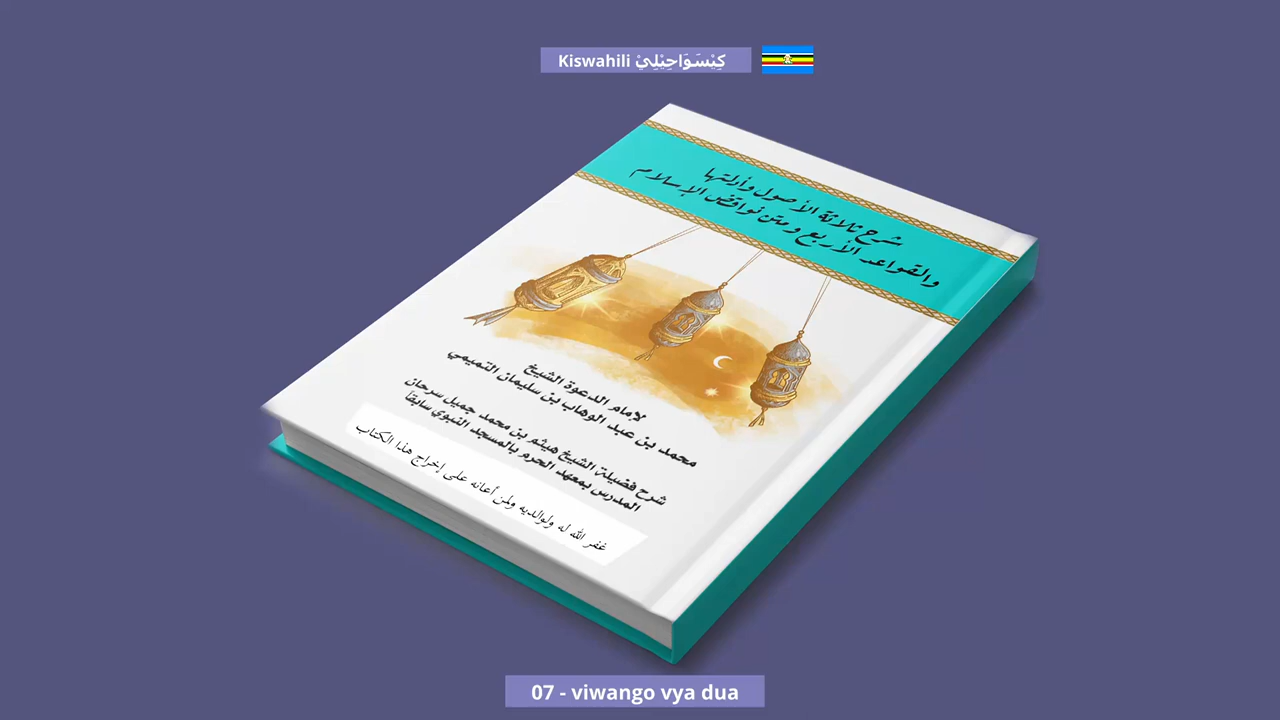 Kiswahili كِيْسَوَاحِيْلِيْ
شرح ثلاثة الأصول وأدلتها
والقواعد الأربع ومتن نواقض الإسلام
لإمام الدعوة الشيخ
محمد بن عبد الوهاب بن سليمان التميمي
شرح فضيلة الشيخ هيثم بن محمد جميل سرحان
المدرس بمعهد الحرم بالمسجد النبوي سابقا
غفر الله له ولوالديه ولمن أعانه على إخراج هذا الكتاب
07 - viwango vya dua